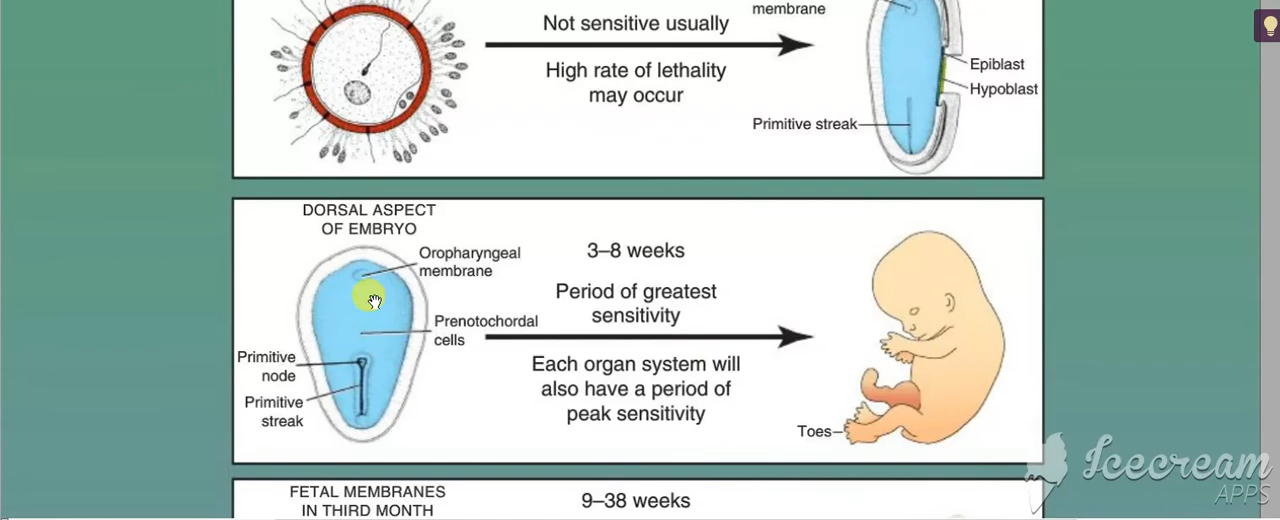 Not sensitive usually
High rate of lethality
may occur
membrane
Epiblast
Hypoblast
Primitive streak
DORSAL ASPECT
OF EMBRYO
Oropharyngeal
membrane
Prenotochordal
cells
Primitive
node
Primitive
streak
3–8 weeks
Period of greatest
sensitivity
Each organ system will
also have a period of
peak sensitivity
Toes
FETAL MEMBRANES
IN THIRD MONTH
9–38 weeks
Icecream
APPS